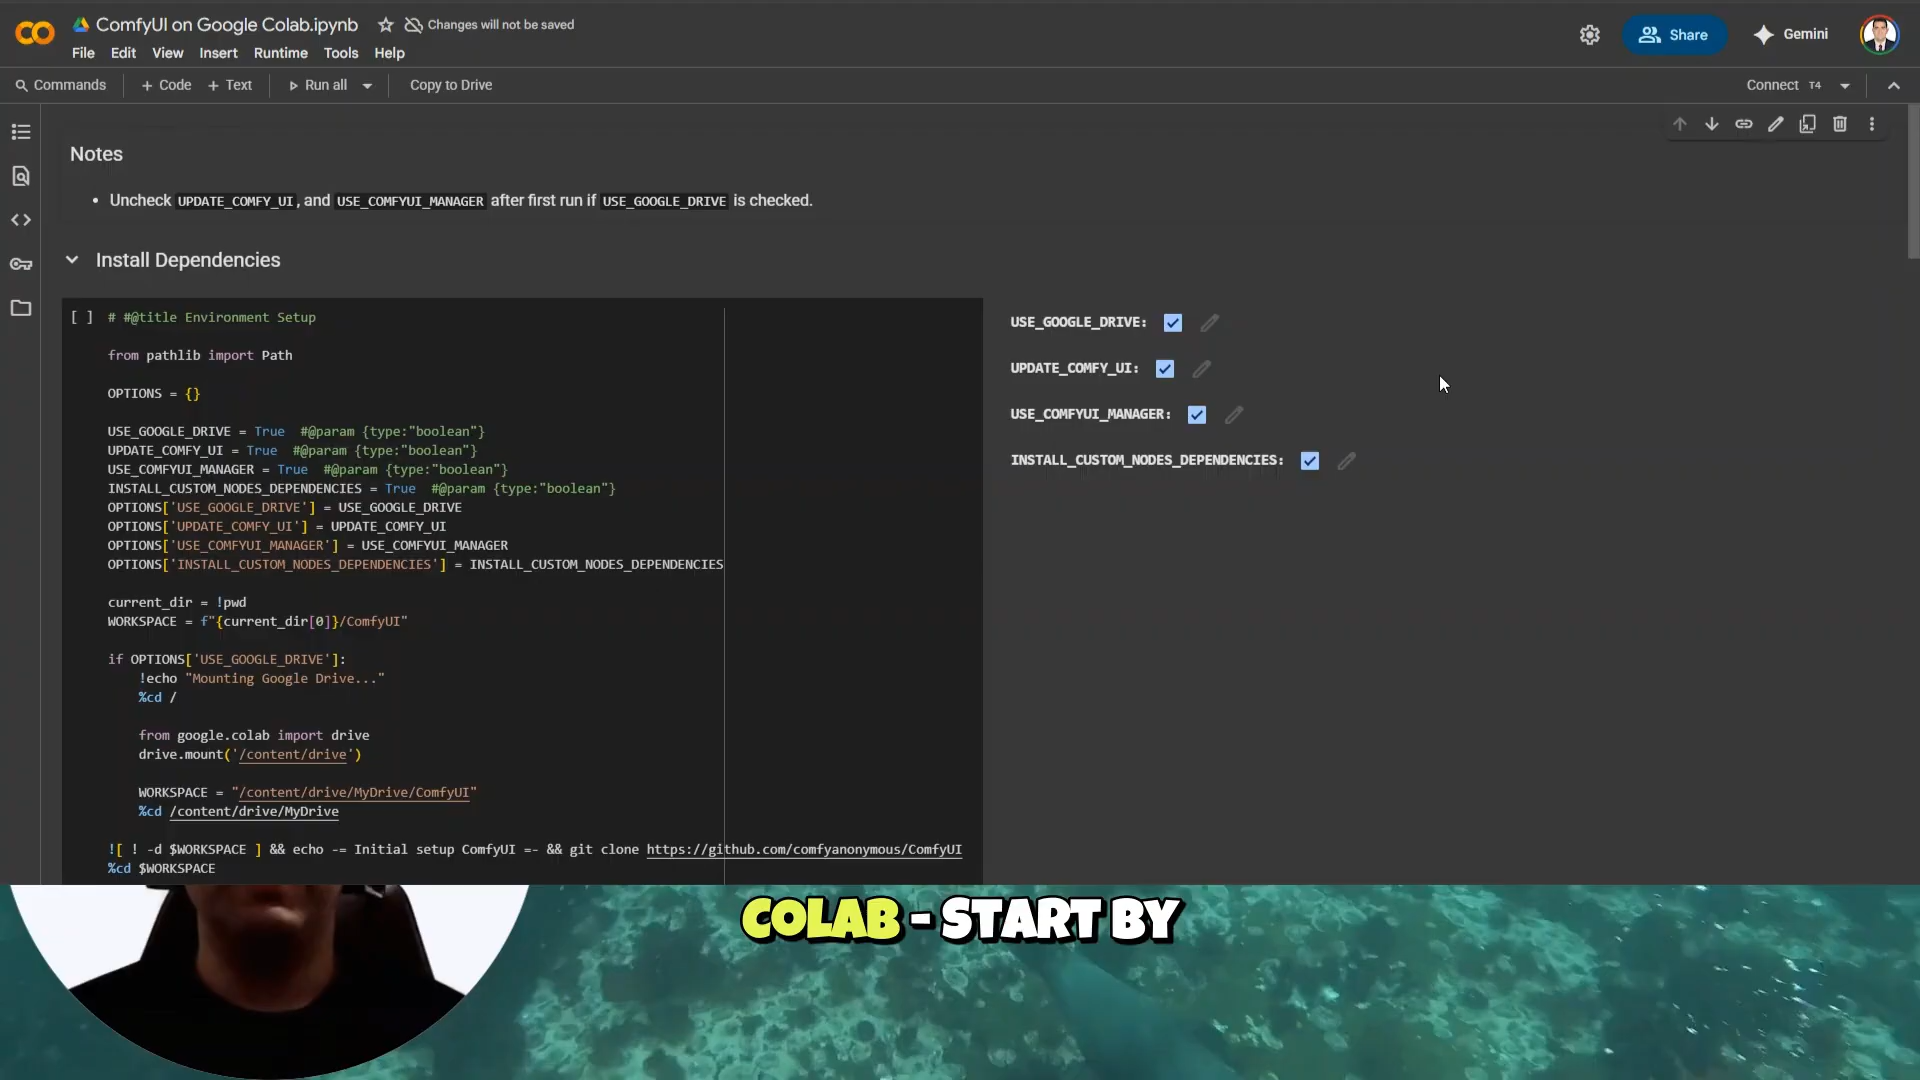 ComfyUI on Google Colab.ipynb
Changes will not be saved
File Edit View Insert Runtime Tools Help
Share
Gemini
Commands + Code + Text Run all Copy to Drive
Connect T4
Notes
• Uncheck UPDATE_COMFY_UI, and USE_COMFYUI_MANAGER after first run if USE_GOOGLE_DRIVE is checked.
Install Dependencies
[ ] # #@title Environment Setup
from pathlib import Path
OPTIONS = {}
USE_GOOGLE_DRIVE = True #@param {type:"boolean"}
UPDATE_COMFY_UI = True #@param {type:"boolean"}
USE_COMFYUI_MANAGER = True #@param {type:"boolean"}
INSTALL_CUSTOM_NODES_DEPENDENCIES = True #@param {type:"boolean"}
OPTIONS['USE_GOOGLE_DRIVE'] = USE_GOOGLE_DRIVE
OPTIONS['UPDATE_COMFY_UI'] = UPDATE_COMFY_UI
OPTIONS['USE_COMFYUI_MANAGER'] = USE_COMFYUI_MANAGER
OPTIONS['INSTALL_CUSTOM_NODES_DEPENDENCIES'] = INSTALL_CUSTOM_NODES_DEPENDENCIES
current_dir = !pwd
WORKSPACE = f"{current_dir[0]}/ComfyUI"
if OPTIONS['USE_GOOGLE_DRIVE']:
!echo "Mounting Google Drive..."
%cd /
from google.colab import drive
drive.mount('/content/drive')
WORKSPACE = "/content/drive/MyDrive/ComfyUI"
%cd /content/drive/MyDrive
![ ! -d $WORKSPACE ] && echo -= Initial setup ComfyUI =- && git clone https://github.com/comfyanonymous/ComfyUI
%cd $WORKSPACE
USE_GOOGLE_DRIVE:
UPDATE_COMFY_UI:
USE_COMFYUI_MANAGER:
INSTALL_CUSTOM_NODES_DEPENDENCIES:
COLAB - START BY